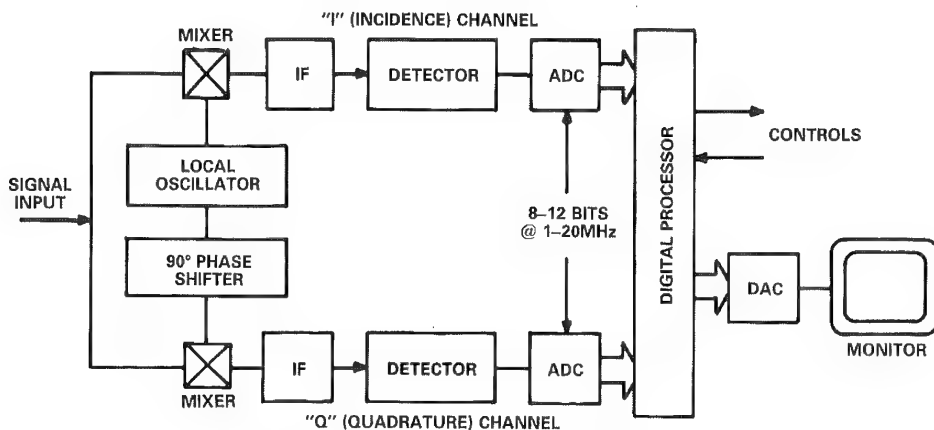 "I" (INCIDENCE) CHANNEL
MIXER
IF
DETECTOR
ADC
LOCAL
OSCILLATOR
SIGNAL
INPUT
90° PHASE
SHIFTER
8–12 BITS
@ 1–20MHz
DIGITAL PROCESSOR
CONTROLS
DAC
MONITOR
IF
DETECTOR
ADC
MIXER
"Q" (QUADRATURE) CHANNEL